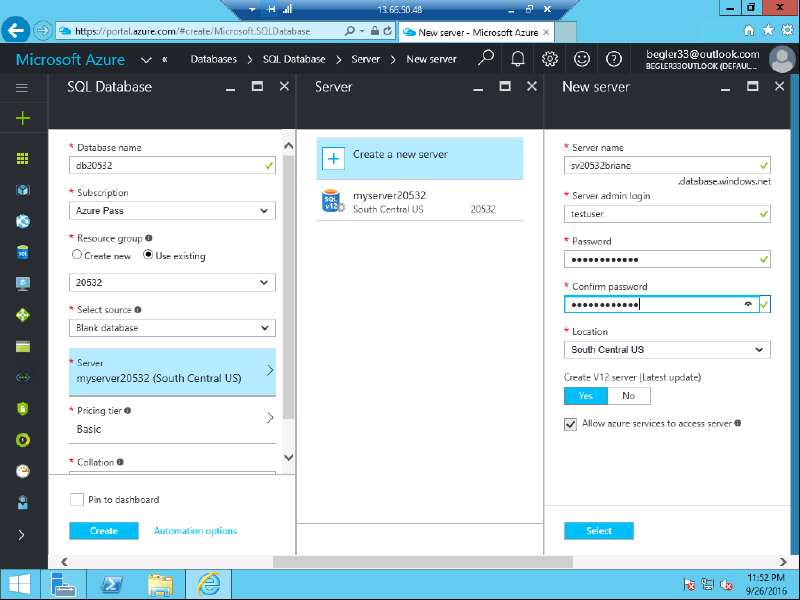 13.66.50.48
https://portal.azure.com/#create/Microsoft.SQLDatabase
New server - Microsoft Azure
Microsoft Azure
Databases > SQL Database > Server > New server
begler33@outlook.com
BEGLER33OUTLOOK (DEFAUL...
SQL Database
* Database name
db20532
* Subscription
Azure Pass
* Resource group
Create new
Use existing
20532
* Select source
Blank database
* Server
myserver20532 (South Central US)
* Pricing tier
Basic
* Collation
Pin to dashboard
Create
Automation options
Server
Create a new server
SQL
v12
myserver20532
South Central US
20532
New server
* Server name
sv20532briane
.database.windows.net
* Server admin login
testuser
* Password
••••••••••••
* Confirm password
••••••••••••
* Location
South Central US
Create V12 server (Latest update)
Yes
No
Allow azure services to access server
Select
11:52 PM
9/26/2016